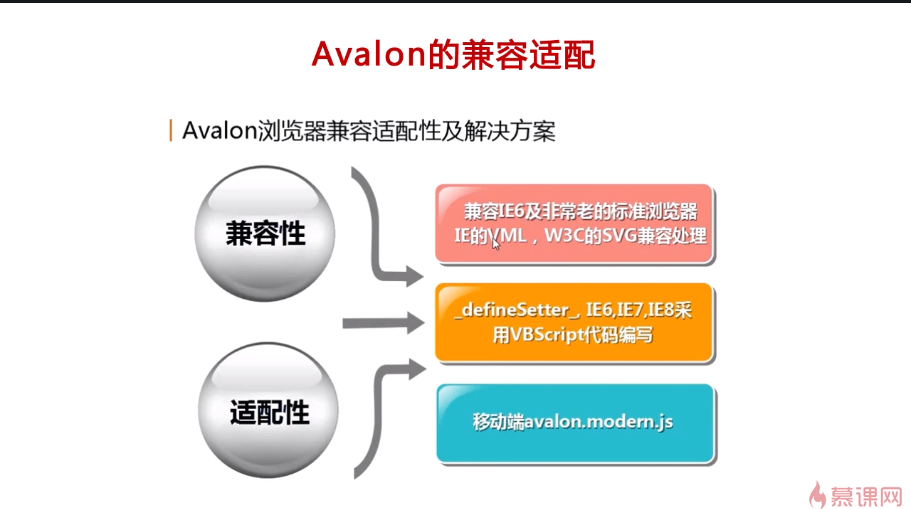 Avalon的兼容适配
Avalon浏览器兼容适配性及解决方案
兼容性
兼容IE6及非常老的标准浏览器
IE的VML，W3C的SVG兼容处理
_defineSetter_，IE6,IE7,IE8采
用VBScript代码编写
适配性
移动端avalon.modern.js
慕课网